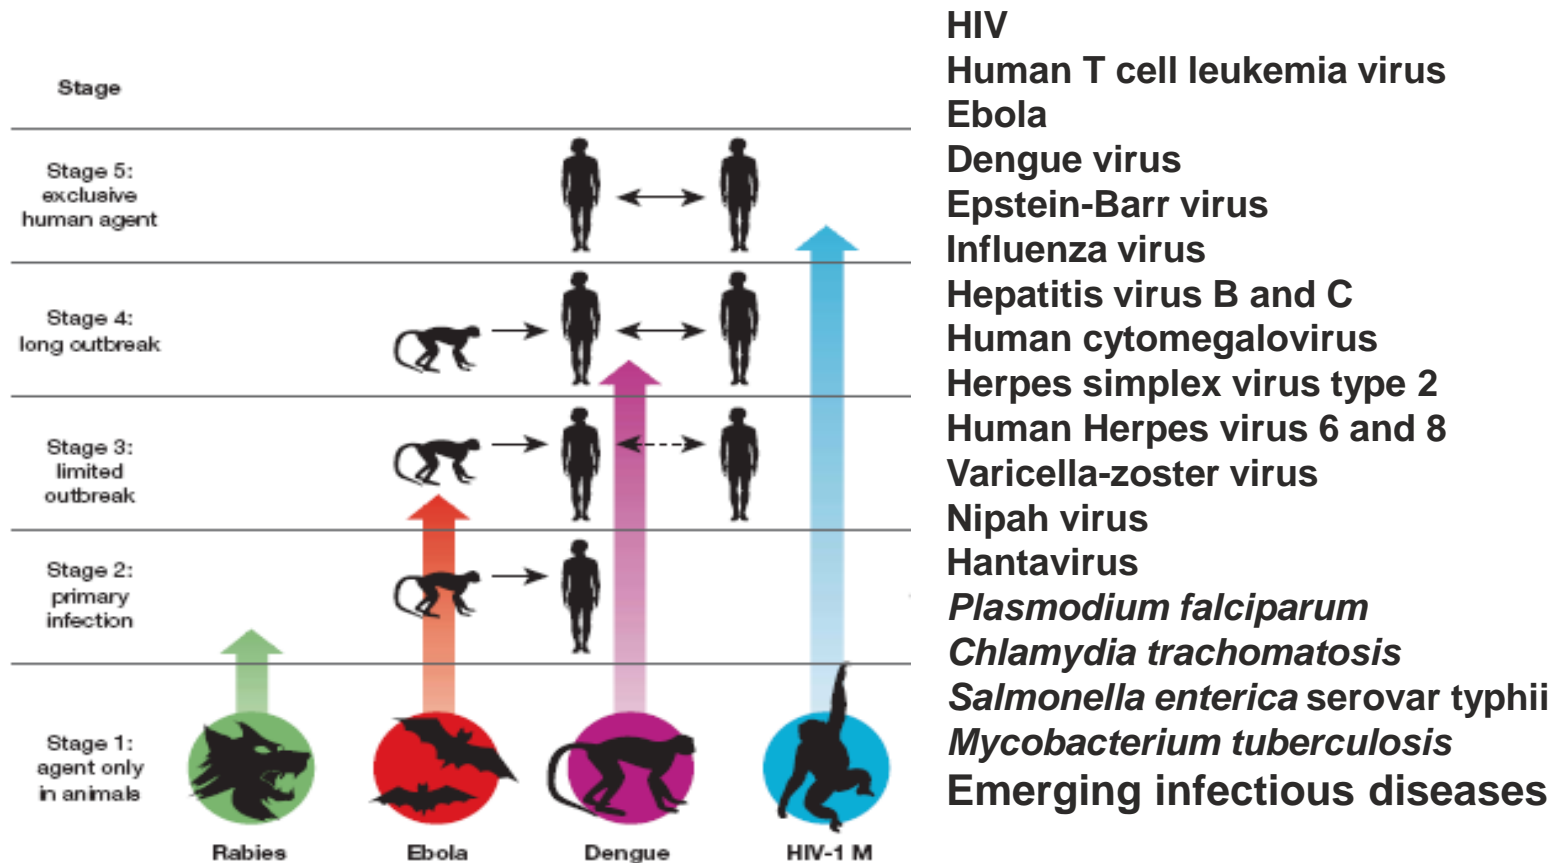 Stage
Stage 5:
exclusive
human agent
Stage 4:
long outbreak
Stage 3:
limited
outbreak
Stage 2:
primary
infection
Stage 1:
agent only
in animals
Rabies
Ebola
Dengue
HIV-1 M
HIV
Human T cell leukemia virus
Ebola
Dengue virus
Epstein-Barr virus
Influenza virus
Hepatitis virus B and C
Human cytomegalovirus
Herpes simplex virus type 2
Human Herpes virus 6 and 8
Varicella-zoster virus
Nipah virus
Hantavirus
Plasmodium falciparum
Chlamydia trachomatosis
Salmonella enterica serovar typhii
Mycobacterium tuberculosis
Emerging infectious diseases